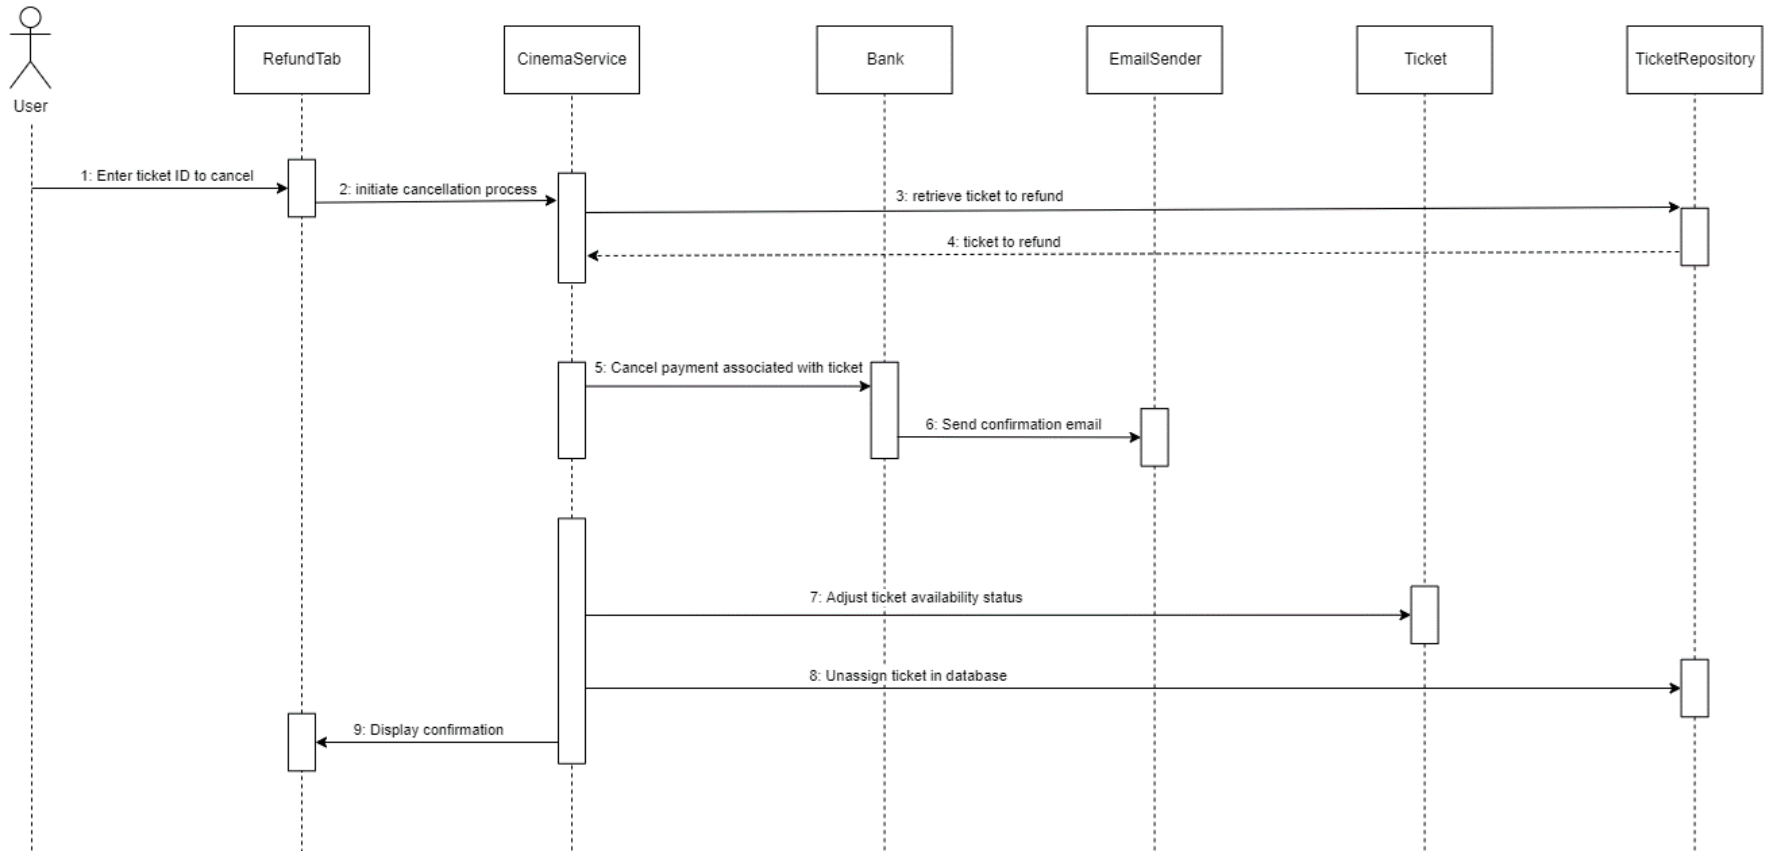 RefundTab
CinemaService
Bank
EmailSender
Ticket
TicketRepository
User
1: Enter ticket ID to cancel
2: initiate cancellation process
3: retrieve ticket to refund
4: ticket to refund
5: Cancel payment associated with ticket
6: Send confirmation email
7: Adjust ticket availability status
8: Unassign ticket in database
9: Display confirmation